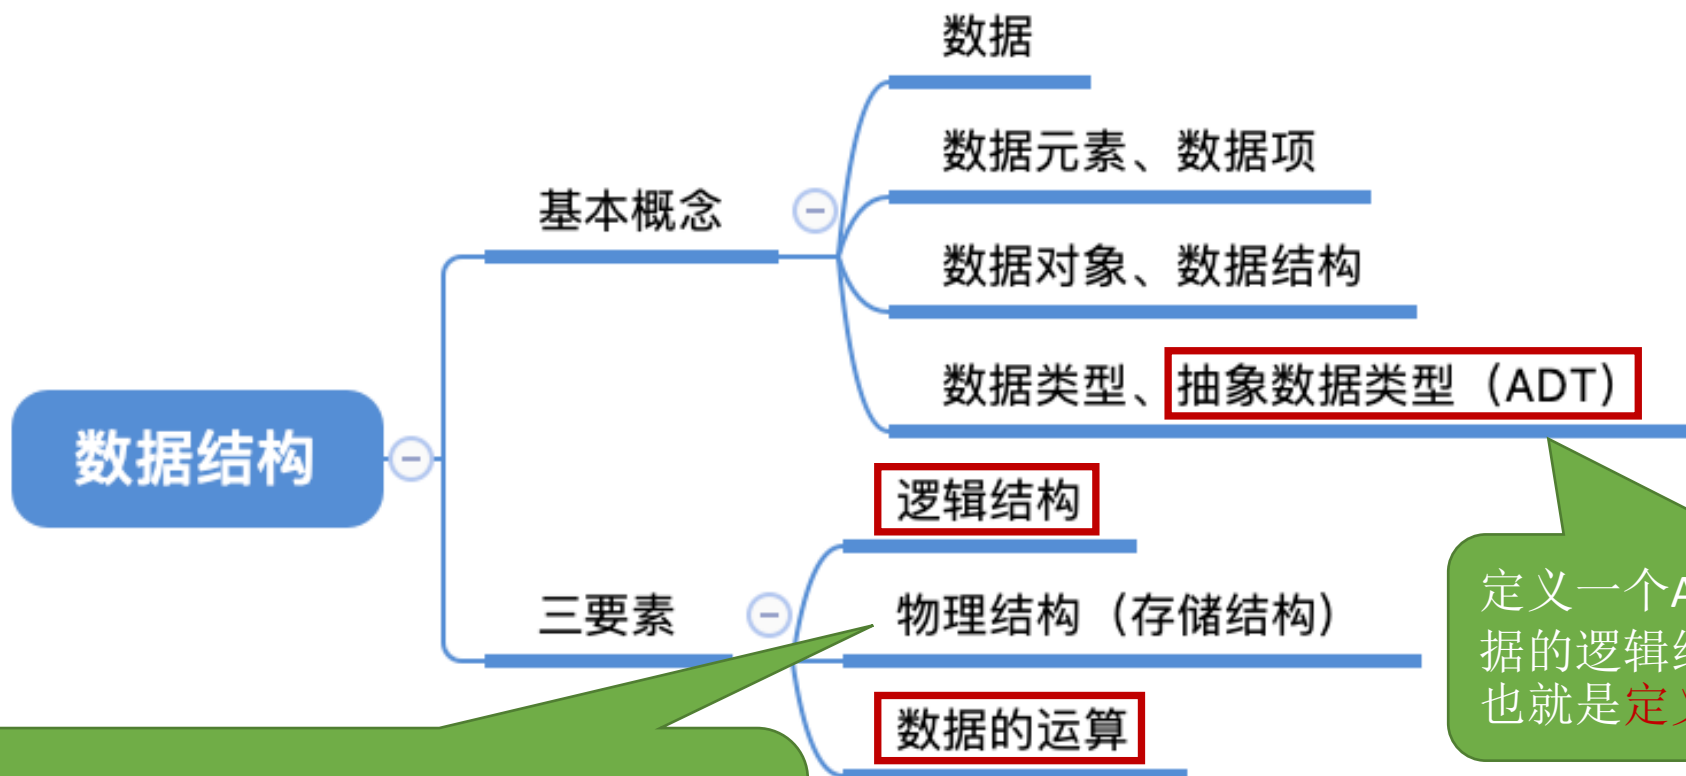 数据
数据元素、数据项
基本概念
数据对象、数据结构
数据类型、抽象数据类型（ADT）
数据结构
逻辑结构
三要素
物理结构（存储结构）
数据的运算
定义一个A
据的逻辑结
也就是定义